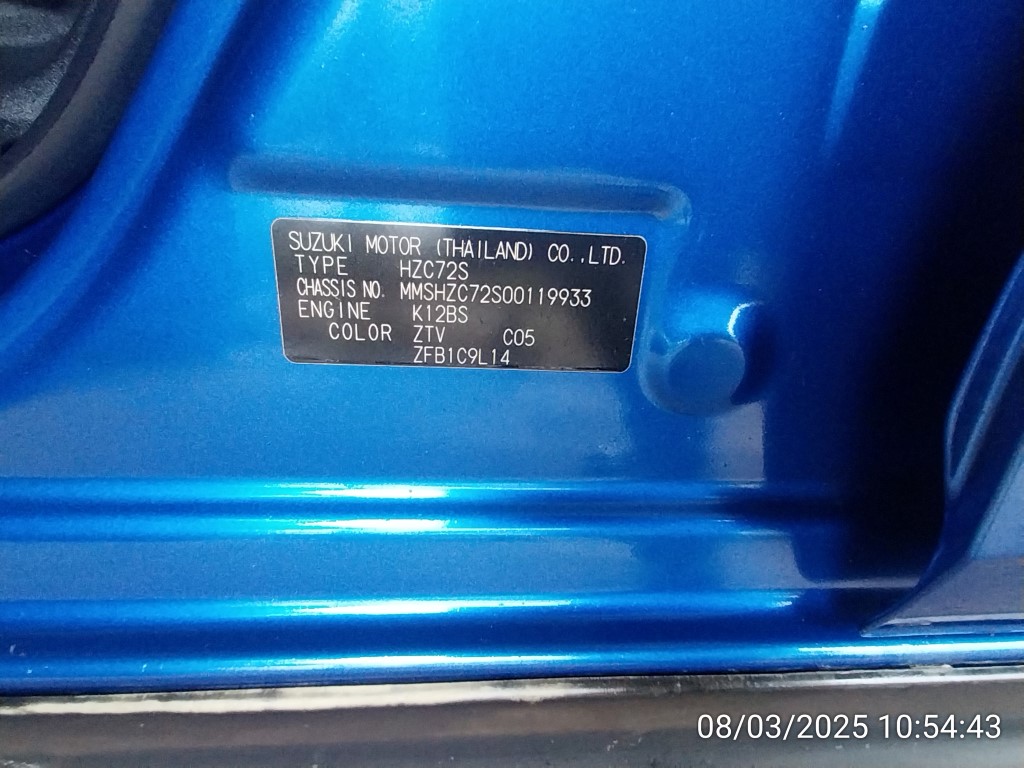 SUZUKI MOTOR (THAILAND) CO.,LTD.
TYPE HZC72S
CHASSIS NO. MMSHZC72S00119933
ENGINE K12BS
COLOR ZTV C05
ZFB1C9L14
08/03/2025 10:54:43